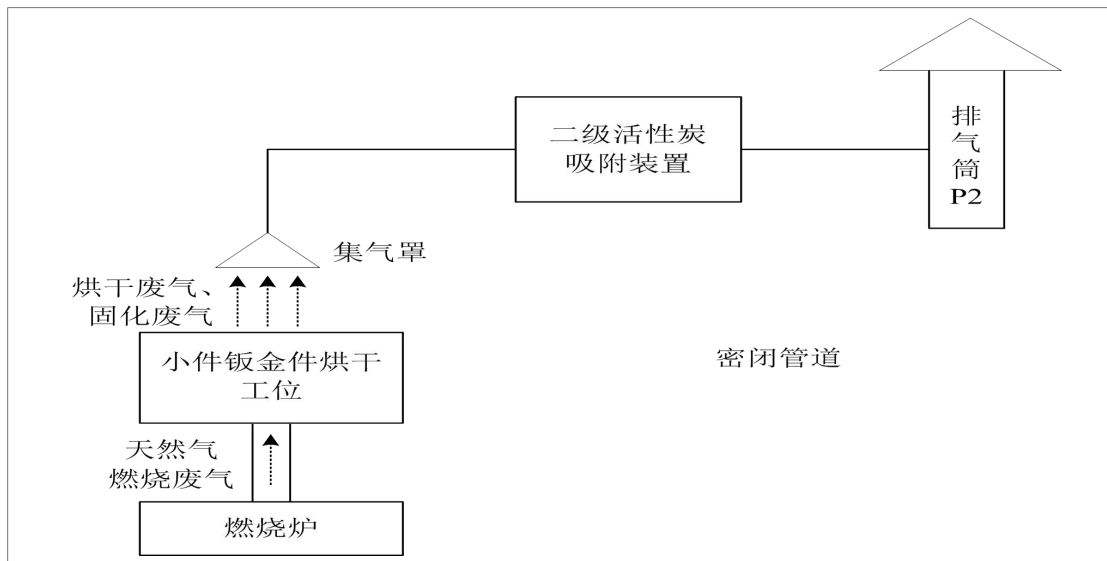 二级活性炭
吸附装置
排
气
筒
P2
集气罩
烘干废气、
固化废气
小件钣金件烘干
工位
密闭管道
天然气
燃烧废气
燃烧炉